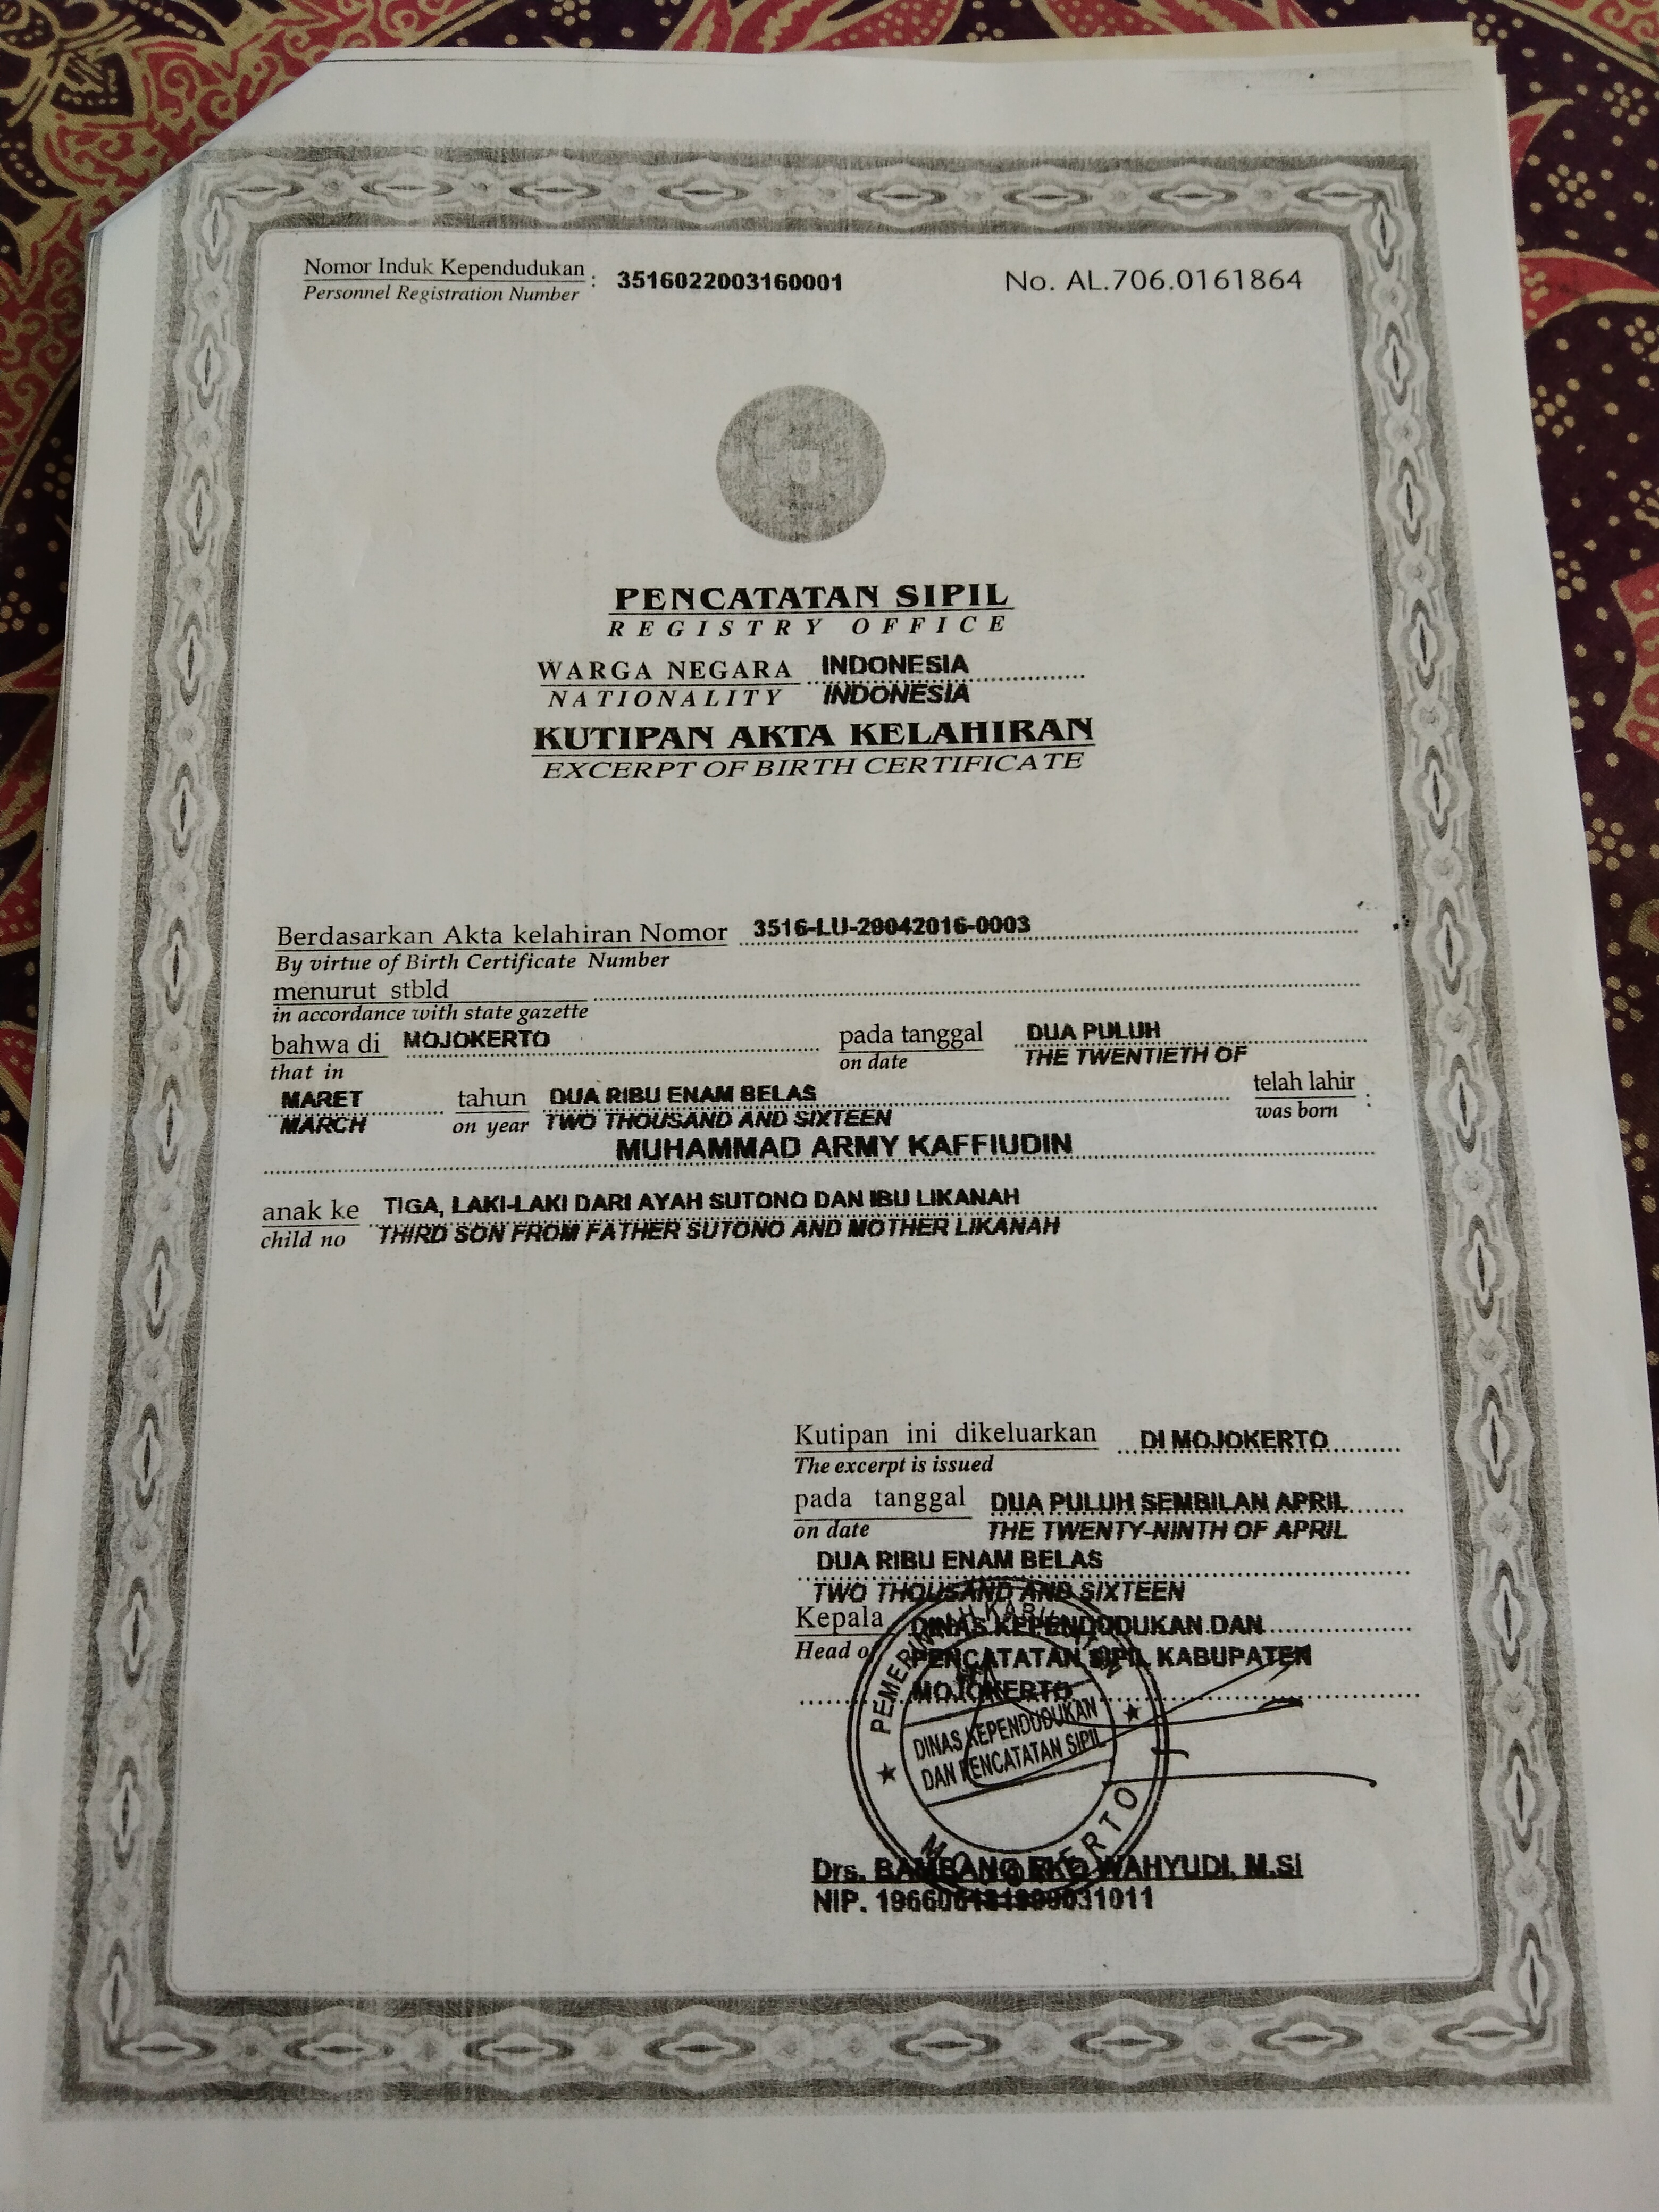 Nomor Induk Kependudukan : 3516022003160001 No. AL.706.0161864
Personnel Registration Number
PENCATATAN SIPIL
REGISTRY OFFICE
WARGA NEGARA INDONESIA
NATIONALITY INDONESIA
KUTIPAN AKTA KELAHIRAN
EXCERPT OF BIRTH CERTIFICATE
Berdasarkan Akta kelahiran Nomor 3516-LU-29042016-0003
By virtue of Birth Certificate Number
menurut stbld
in accordance with state gazette
bahwa di MOJOKERTO pada tanggal DUA PULUH
that in on date THE TWENTIETH OF
MARET tahun DUA RIBU ENAM BELAS telah lahir :
MARCH on year TWO THOUSAND AND SIXTEEN was born
MUHAMMAD ARMY KAFFIUDIN
anak ke TIGA, LAKI-LAKI DARI AYAH SUTONO DAN IBU LIKANAH
child no THIRD SON FROM FATHER SUTONO AND MOTHER LIKANAH
Kutipan ini dikeluarkan DI MOJOKERTO
The excerpt is issued
pada tanggal DUA PULUH SEMBILAN APRIL
on date THE TWENTY-NINTH OF APRIL
DUA RIBU ENAM BELAS
TWO THOUSAND AND SIXTEEN
Kepala DINAS KEPENDUDUKAN DAN
Head of PENCATATAN SIPIL KABUPATEN
MOJOKERTO
DINAS KEPENDUDUKAN
DAN PENCATATAN SIPIL
MOJOKERTO
Drs. BAMBANG EKO WAHYUDI, M.SI
NIP.